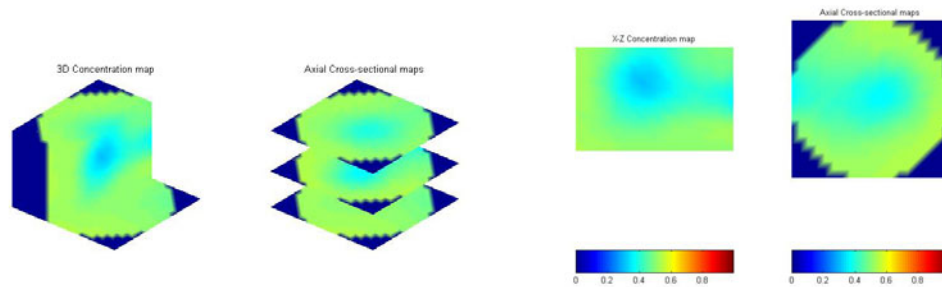 3D Concentration map
Axial Cross-sectional maps
X-Z Concentration map
Axial Cross-sectional maps
0 0.2 0.4 0.6 0.8
0 0.2 0.4 0.6 0.8